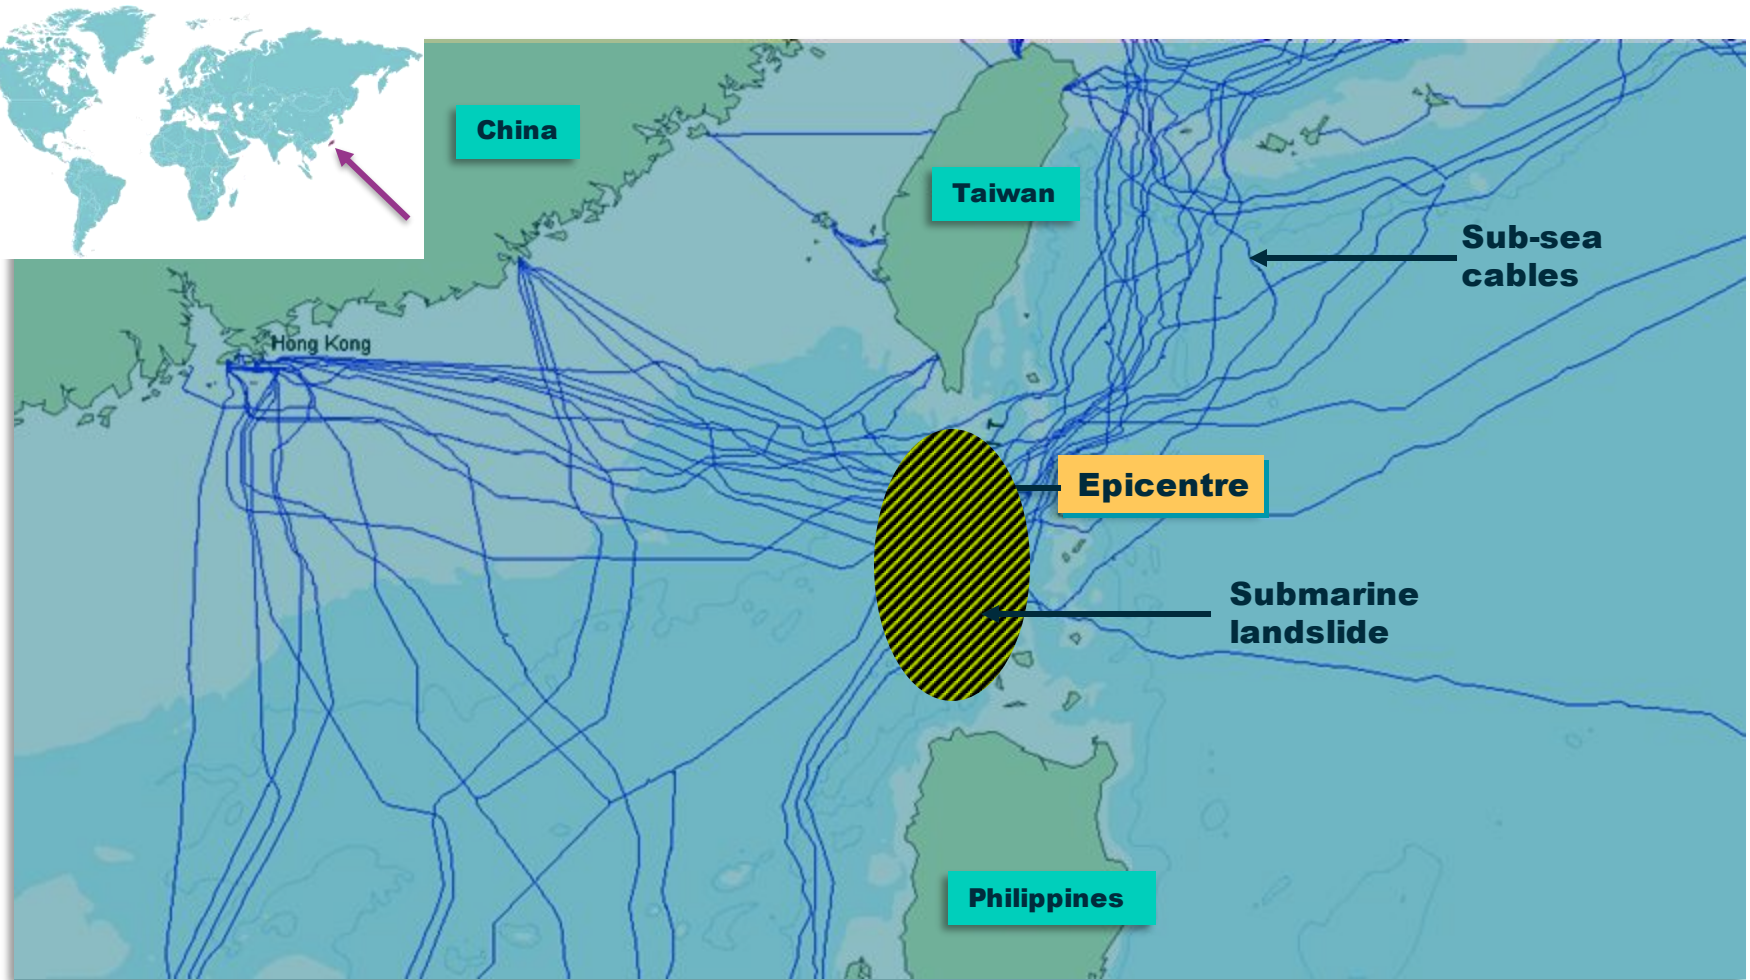 China
Taiwan
Sub-sea
cables
Hong Kong
Epicentre
Submarine
landslide
Philippines